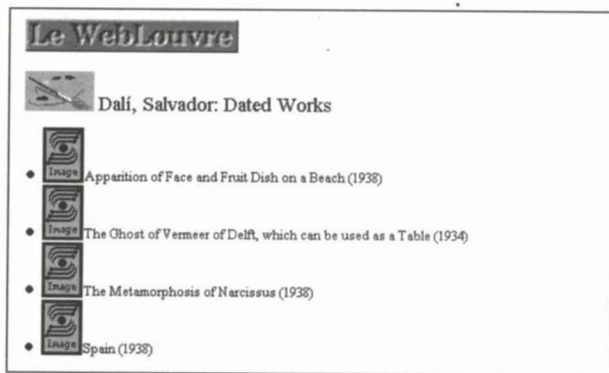 Le WebLouvre
Dalí, Salvador: Dated Works
Image Apparition of Face and Fruit Dish on a Beach (1938)
Image The Ghost of Vermeer of Delft, which can be used as a Table (1934)
Image The Metamorphosis of Narcissus (1938)
Image Spain (1938)